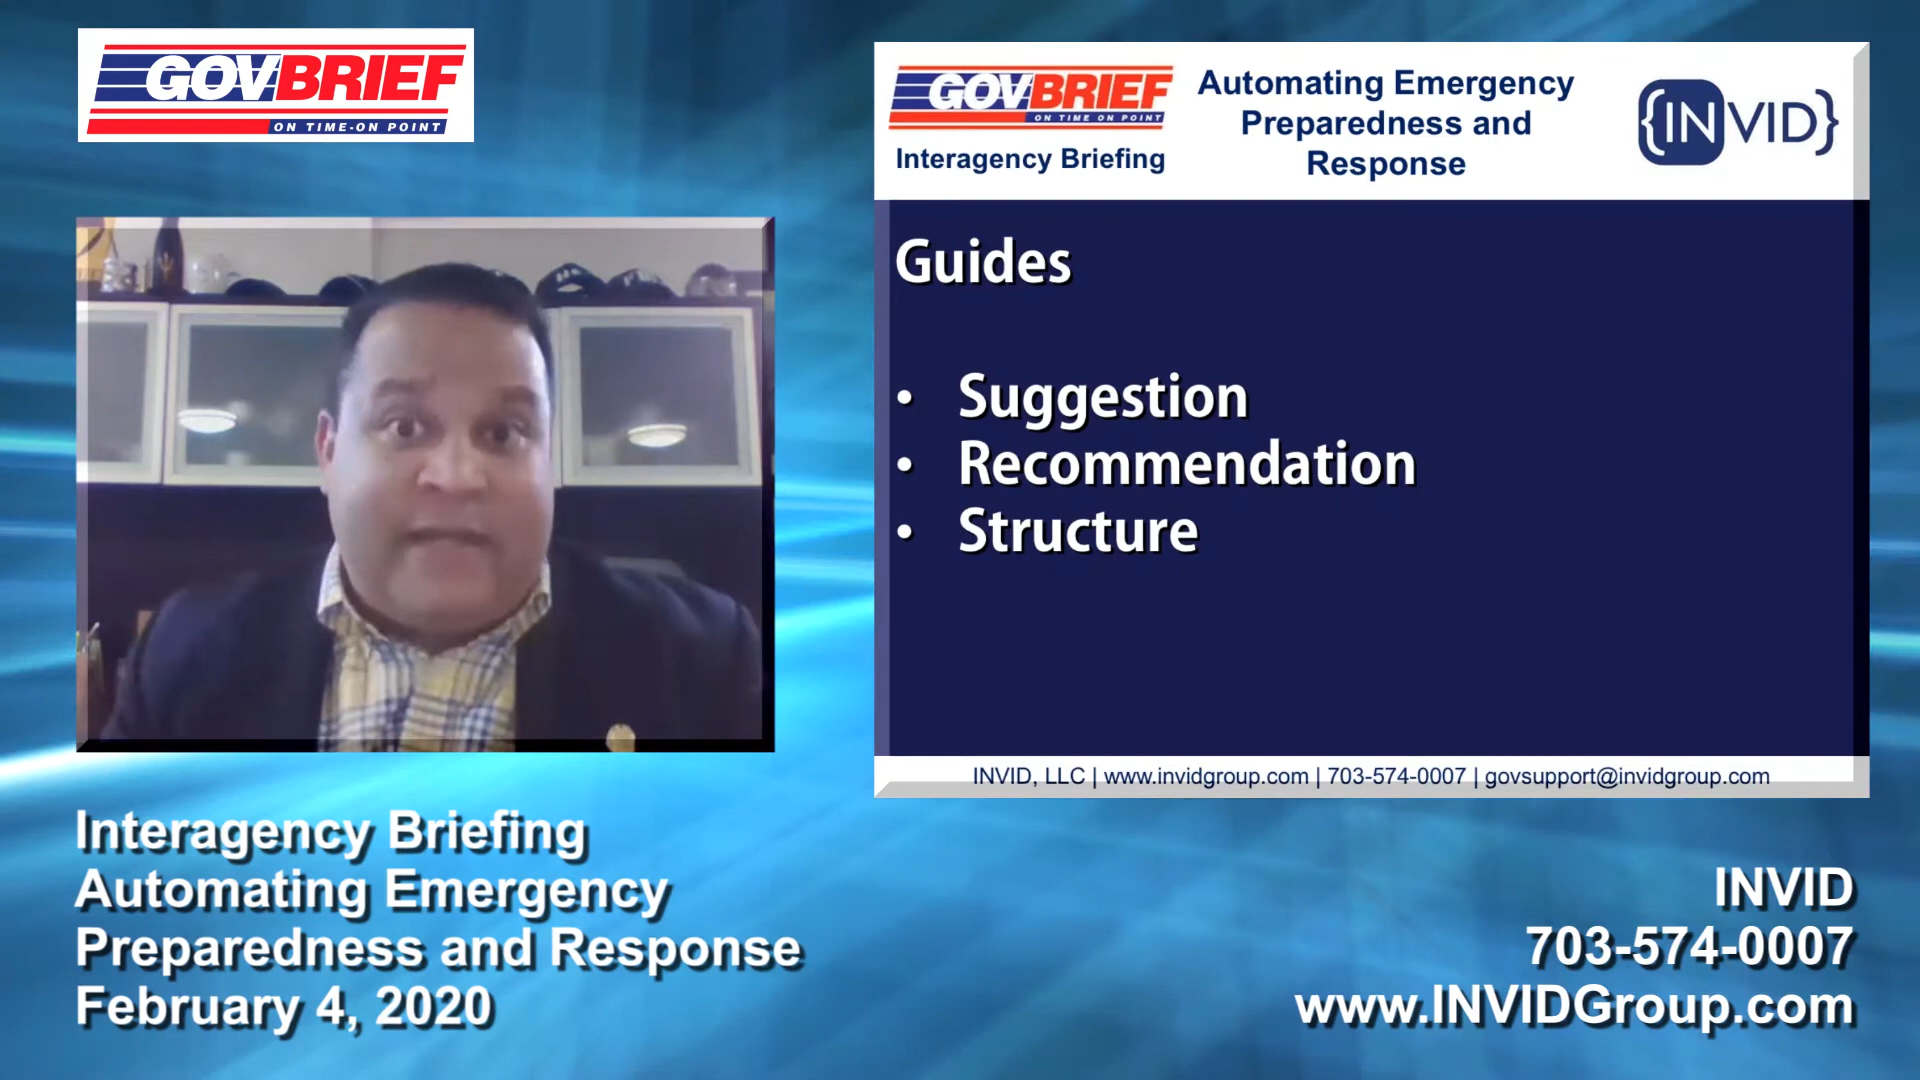 GOVBRIEF
ON TIME-ON POINT
GOVBRIEF
ON TIME ON POINT
Interagency Briefing
Automating Emergency
Preparedness and
Response
{INVID}
Guides
• Suggestion
• Recommendation
• Structure
INVID, LLC | www.invidgroup.com | 703-574-0007 | govsupport@invidgroup.com
Interagency Briefing
Automating Emergency
Preparedness and Response
February 4, 2020
INVID
703-574-0007
www.INVIDGroup.com